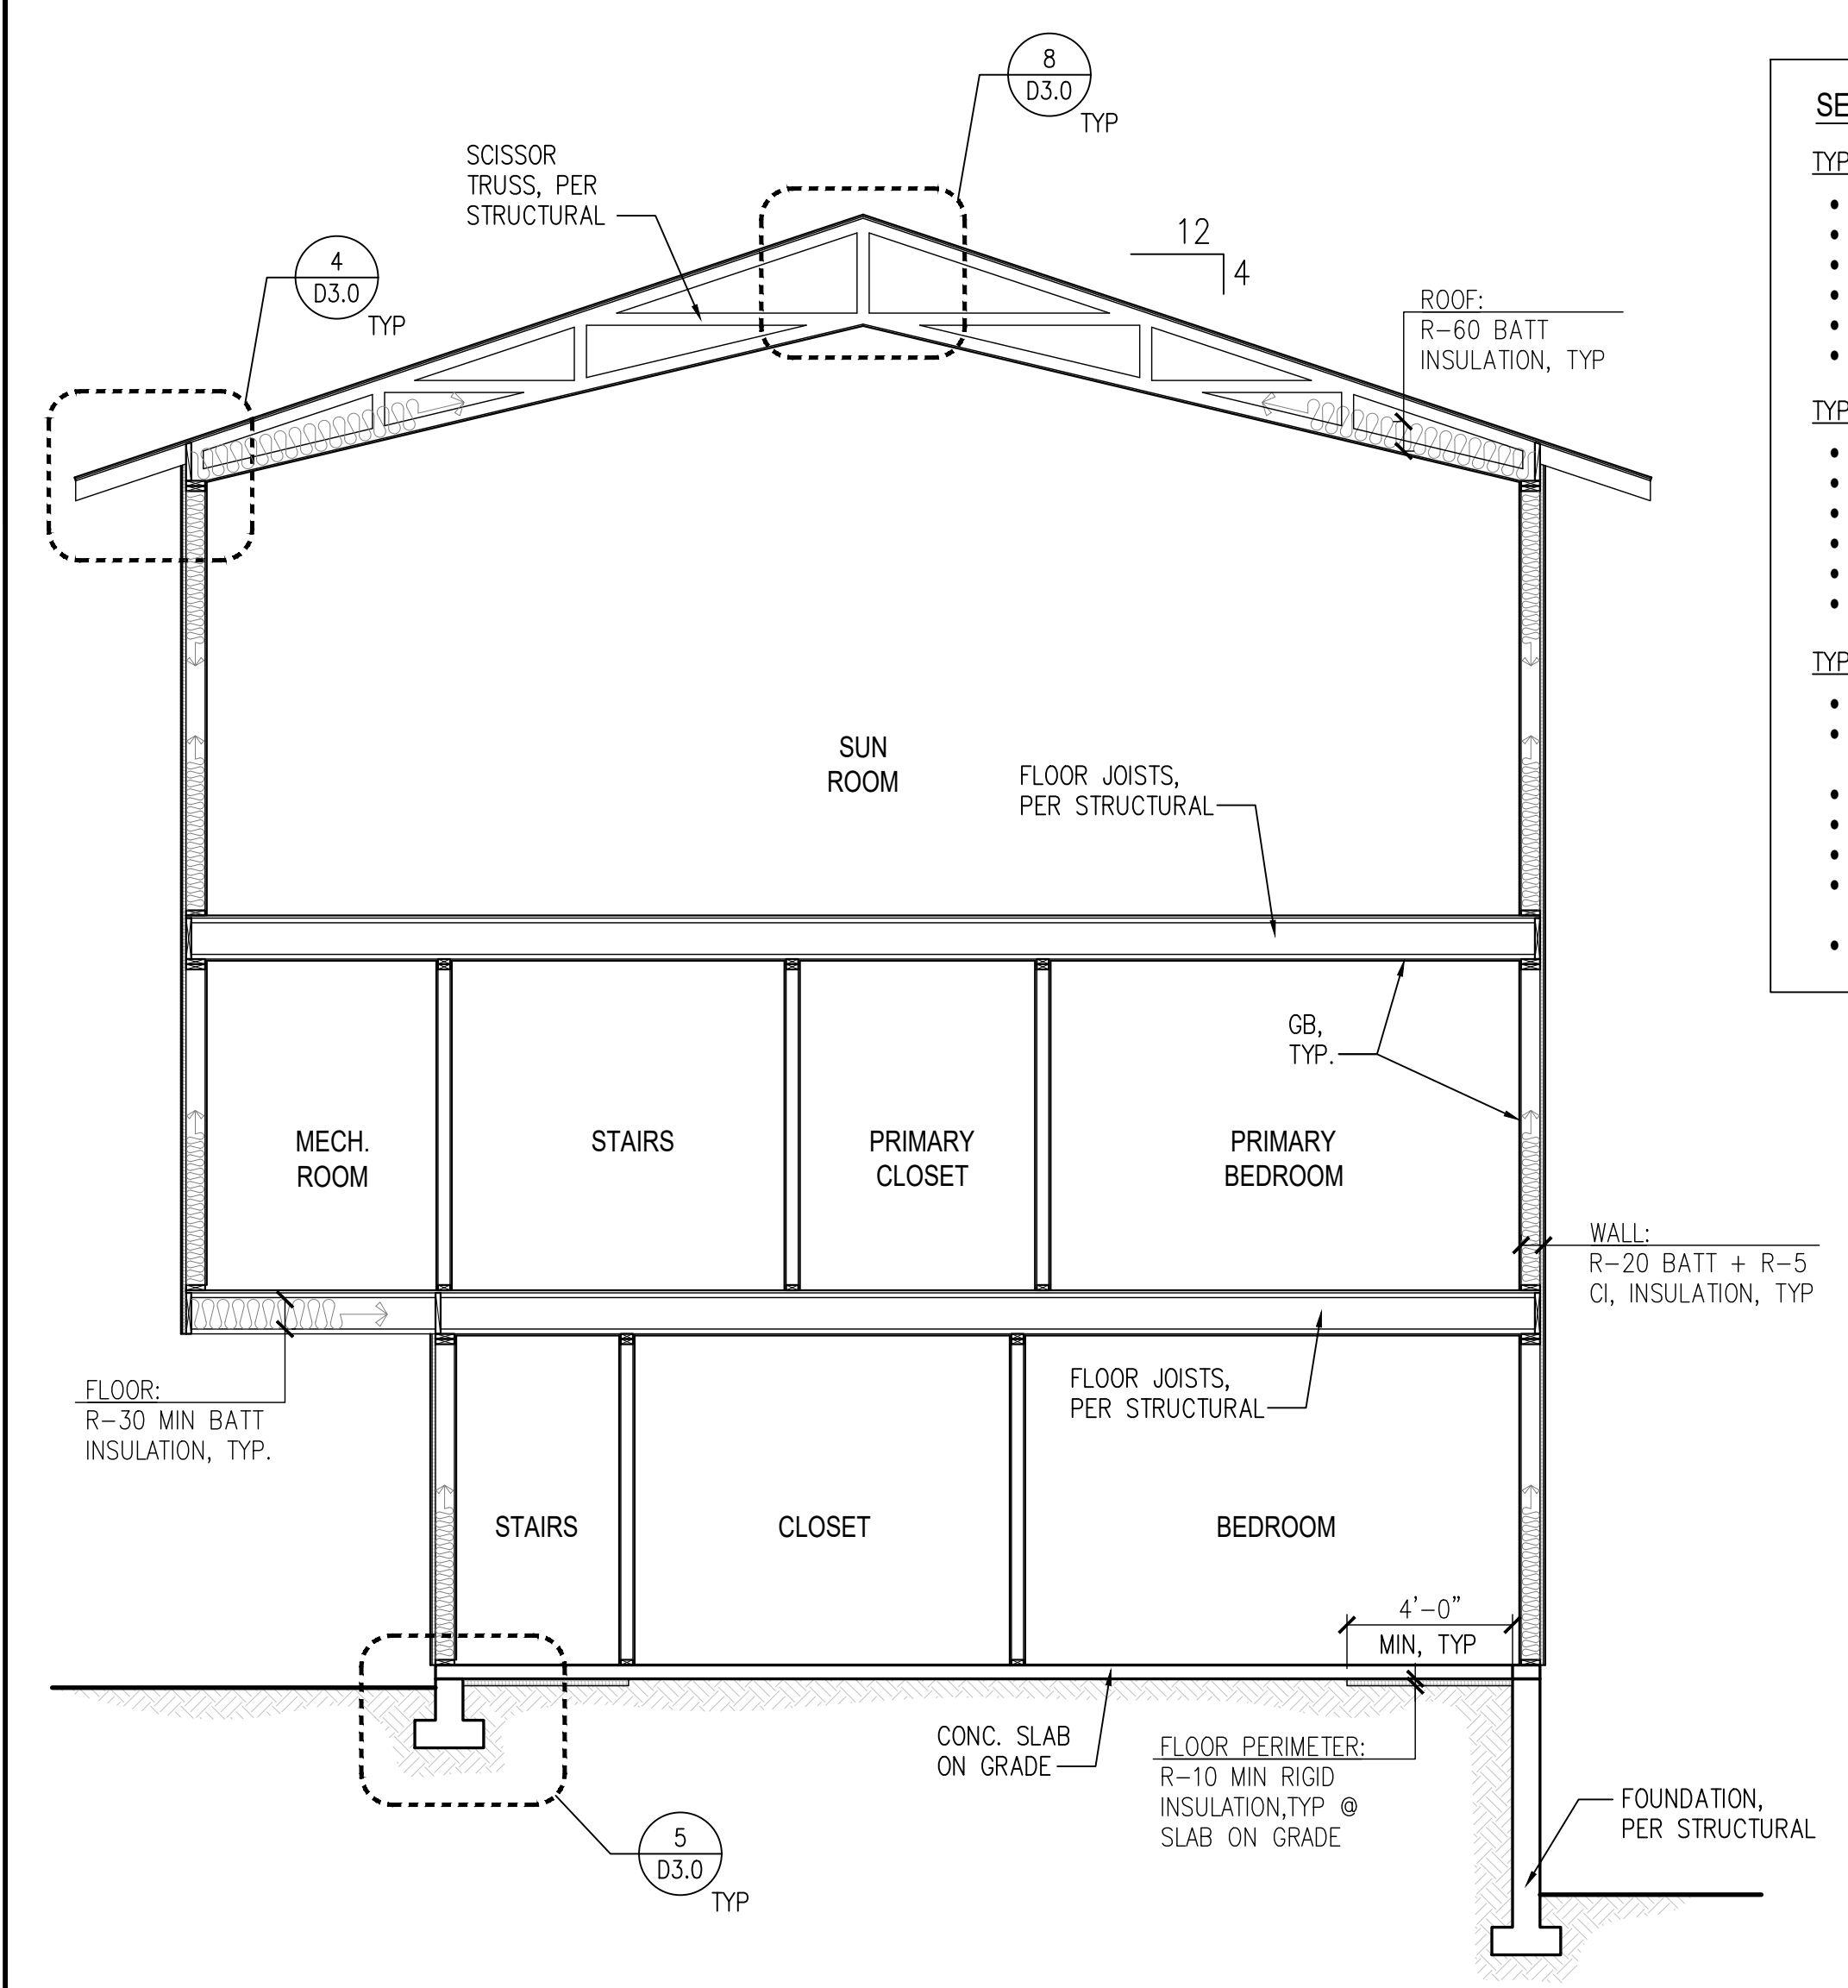 8
D3.0
TYP
SCISSOR
TRUSS, PER
STRUCTURAL
4
D3.0
TYP
12
4
ROOF:
R-60 BATT
INSULATION, TYP
SUN
ROOM
FLOOR JOISTS,
PER STRUCTURAL
GB,
TYP.
MECH.
ROOM
STAIRS
PRIMARY
CLOSET
PRIMARY
BEDROOM
WALL:
R-20 BATT + R-5
CI, INSULATION, TYP
FLOOR:
R-30 MIN BATT
INSULATION, TYP.
FLOOR JOISTS,
PER STRUCTURAL
STAIRS
CLOSET
BEDROOM
4'-0"
MIN, TYP
CONC. SLAB
ON GRADE
FLOOR PERIMETER:
R-10 MIN RIGID
INSULATION,TYP @
SLAB ON GRADE
FOUNDATION,
PER STRUCTURAL
5
D3.0
TYP
SE
TYP
TYP
TYP